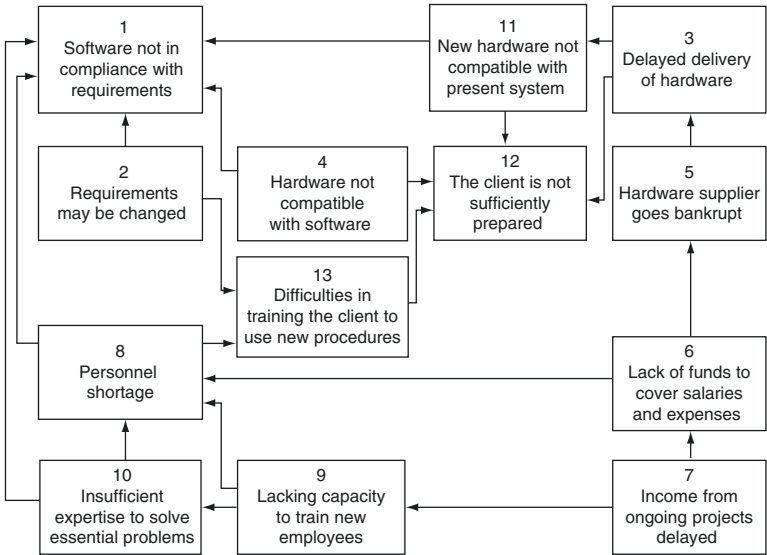 1
Software not in
compliance with
requirements
11
New hardware not
compatible with
present system
3
Delayed delivery
of hardware
2
Requirements
may be changed
4
Hardware not
compatible
with software
12
The client is not
sufficiently
prepared
5
Hardware supplier
goes bankrupt
13
Difficulties in
training the client to
use new procedures
8
Personnel
shortage
6
Lack of funds to
cover salaries
and expenses
10
Insufficient
expertise to solve
essential problems
9
Lacking capacity
to train new
employees
7
Income from
ongoing projects
delayed